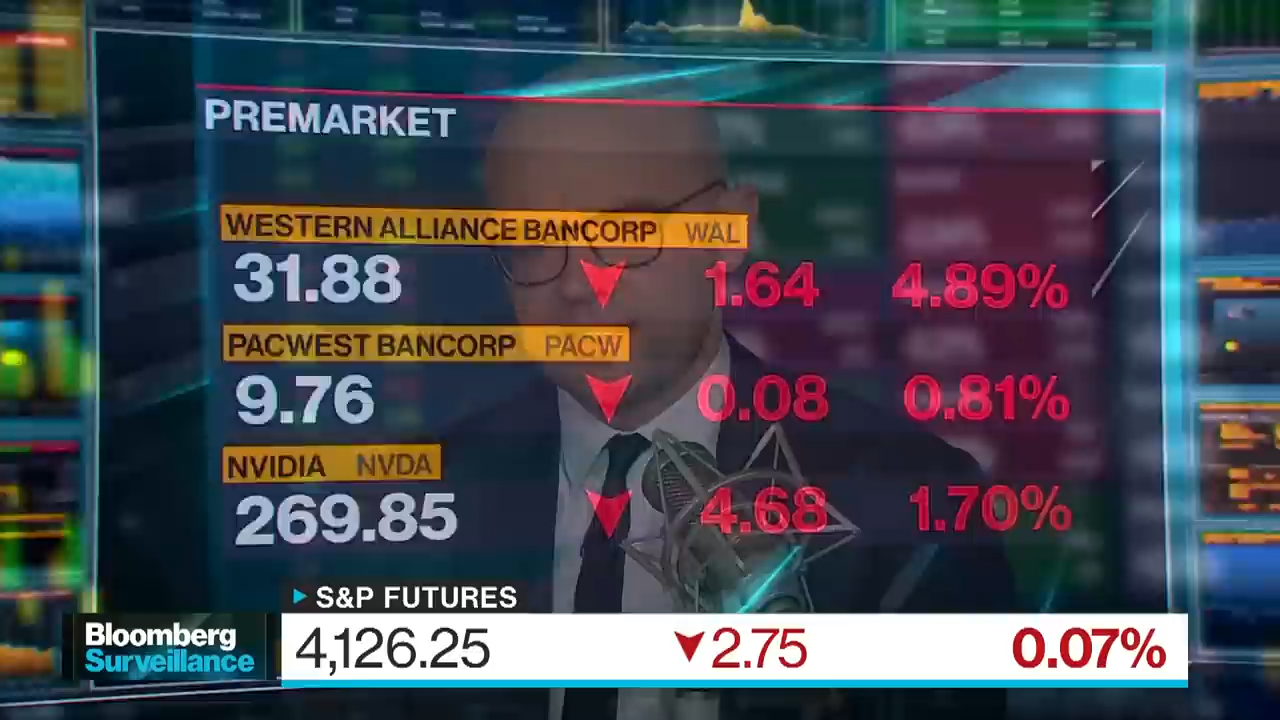 PREMARKET
WESTERN ALLIANCE BANCORP WAL
31.88 1.64 4.89%
PACWEST BANCORP PACW
9.76 0.08 0.81%
NVIDIA NVDA
269.85 4.68 1.70%
S&P FUTURES
Bloomberg
Surveillance
4,126.25 2.75 0.07%